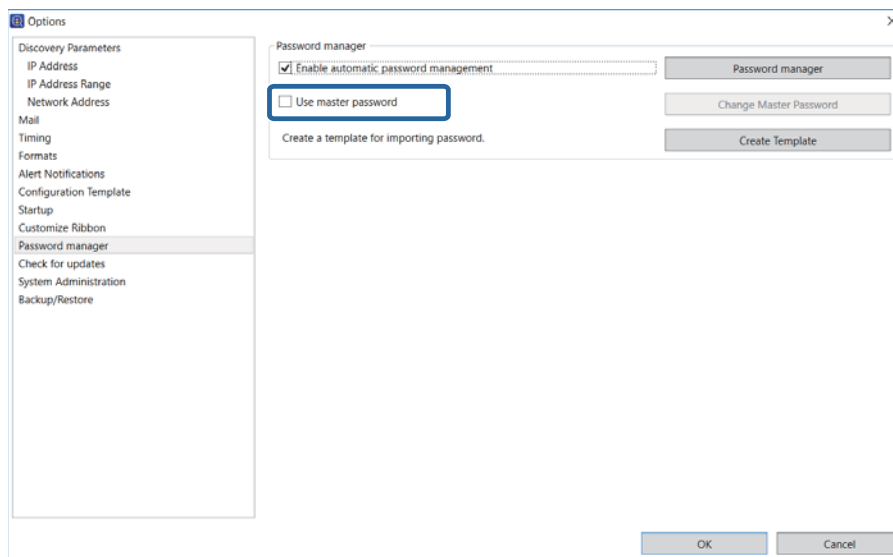 Options
Discovery Parameters
IP Address
IP Address Range
Network Address
Mail
Timing
Formats
Alert Notifications
Configuration Template
Startup
Customize Ribbon
Password manager
Check for updates
System Administration
Backup/Restore
Password manager
Enable automatic password management
Password manager
Use master password
Change Master Password
Create a template for importing password.
Create Template
OK
Cancel